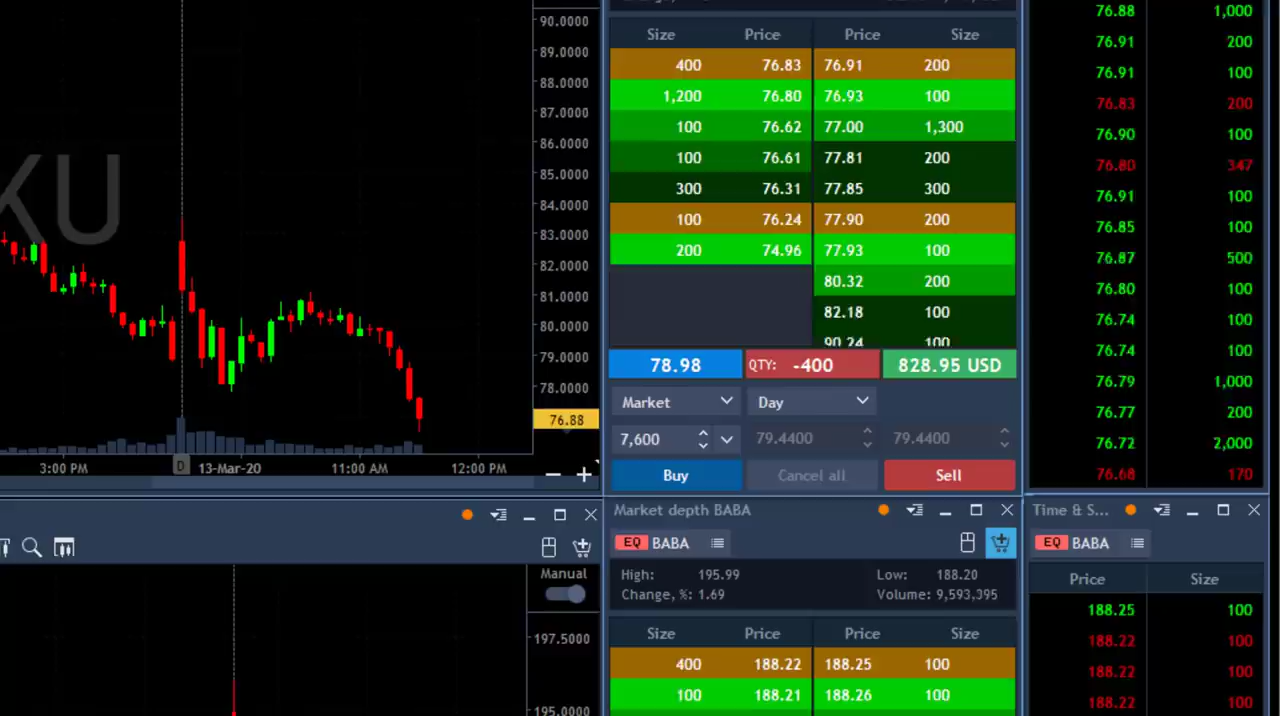 90.0000
89.0000
88.0000
87.0000
86.0000
85.0000
84.0000
83.0000
82.0000
81.0000
80.0000
79.0000
78.0000
76.88
KU
3:00 PM D 13-Mar-20 11:00 AM 12:00 PM
Size Price Price Size
400 76.83 76.91 200
1,200 76.80 76.93 100
100 76.62 77.00 1,300
100 76.61 77.81 200
300 76.31 77.85 300
100 76.24 77.90 200
200 74.96 77.93 100
80.32 200
82.18 100
90.24 100
78.98 QTY: -400 828.95 USD
Market Day
7,600 79.4400 79.4400
Buy Cancel all Sell
76.88 1,000
76.91 200
76.91 100
76.83 200
76.90 100
76.80 347
76.91 100
76.85 100
76.87 500
76.80 100
76.74 100
76.74 100
76.79 1,000
76.77 200
76.72 2,000
76.68 170
Manual
197.5000
195.0000
Market depth BABA
EQ BABA
High: 195.99 Low: 188.20
Change, %: 1.69 Volume: 9,593,395
Size Price Price Size
400 188.22 188.25 100
100 188.21 188.26 100
Time & S...
EQ BABA
Price Size
188.25 100
188.22 100
188.22 100
188.22 100